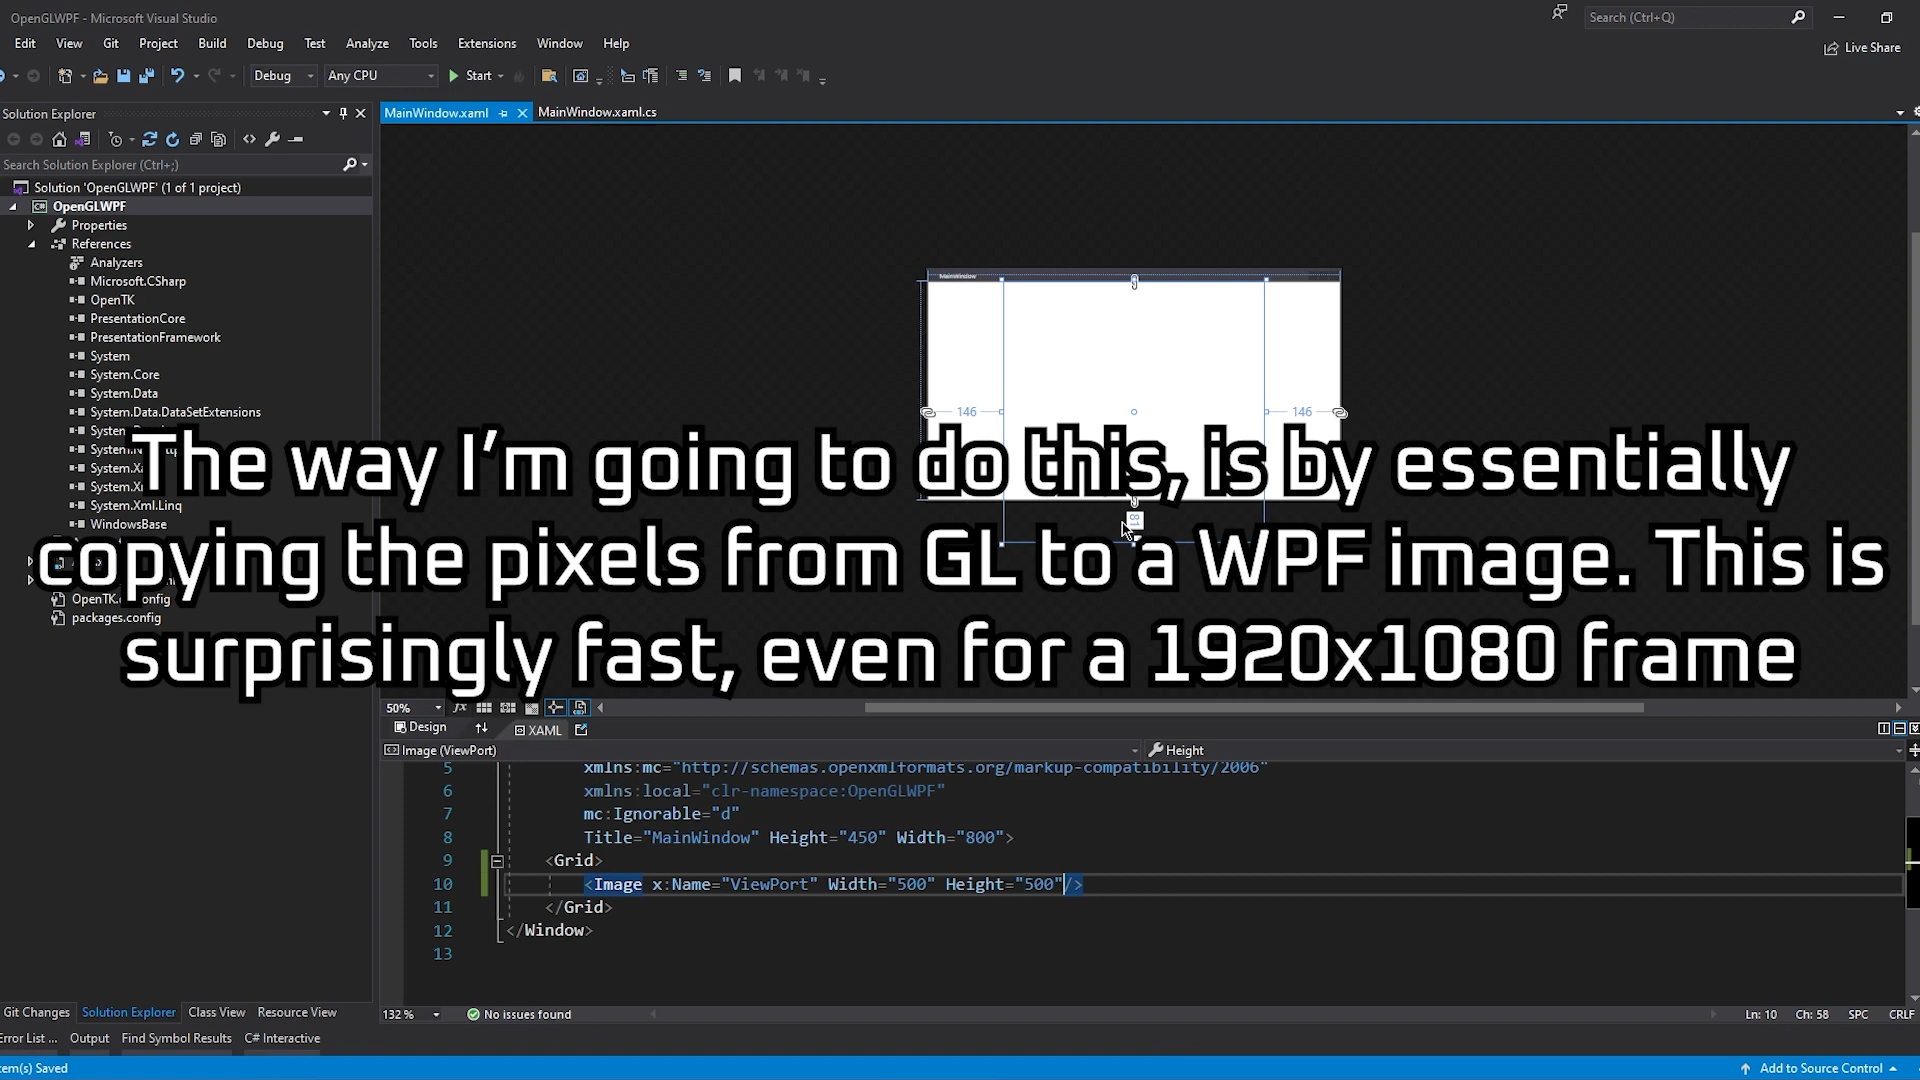 OpenGLWPF - Microsoft Visual Studio
Search (Ctrl+Q)
Edit View Git Project Build Debug Test Analyze Tools Extensions Window Help
Live Share
Debug Any CPU Start
Solution Explorer
MainWindow.xaml MainWindow.xaml.cs
Search Solution Explorer (Ctrl+;)
Solution 'OpenGLWPF' (1 of 1 project)
OpenGLWPF
Properties
References
Analyzers
Microsoft.CSharp
OpenTK
PresentationCore
PresentationFramework
System
System.Core
System.Data
System.Data.DataSetExtensions
System.Xml.Linq
WindowsBase
packages.config
MainWindow
146 146
81
The way I'm going to do this, is by essentially
copying the pixels from GL to a WPF image. This is
surprisingly fast, even for a 1920x1080 frame
50%
Design XAML
Image (ViewPort) Height
5 xmlns:mc="http://schemas.openxmlformats.org/markup-compatibility/2006"
6 xmlns:local="clr-namespace:OpenGLWPF"
7 mc:Ignorable="d"
8 Title="MainWindow" Height="450" Width="800">
9 <Grid>
10 <Image x:Name="ViewPort" Width="500" Height="500"/>
11 </Grid>
12 </Window>
13
Git Changes Solution Explorer Class View Resource View
132 % No issues found Ln: 10 Ch: 58 SPC CRLF
rror List ... Output Find Symbol Results C# Interactive
em(s) Saved Add to Source Control